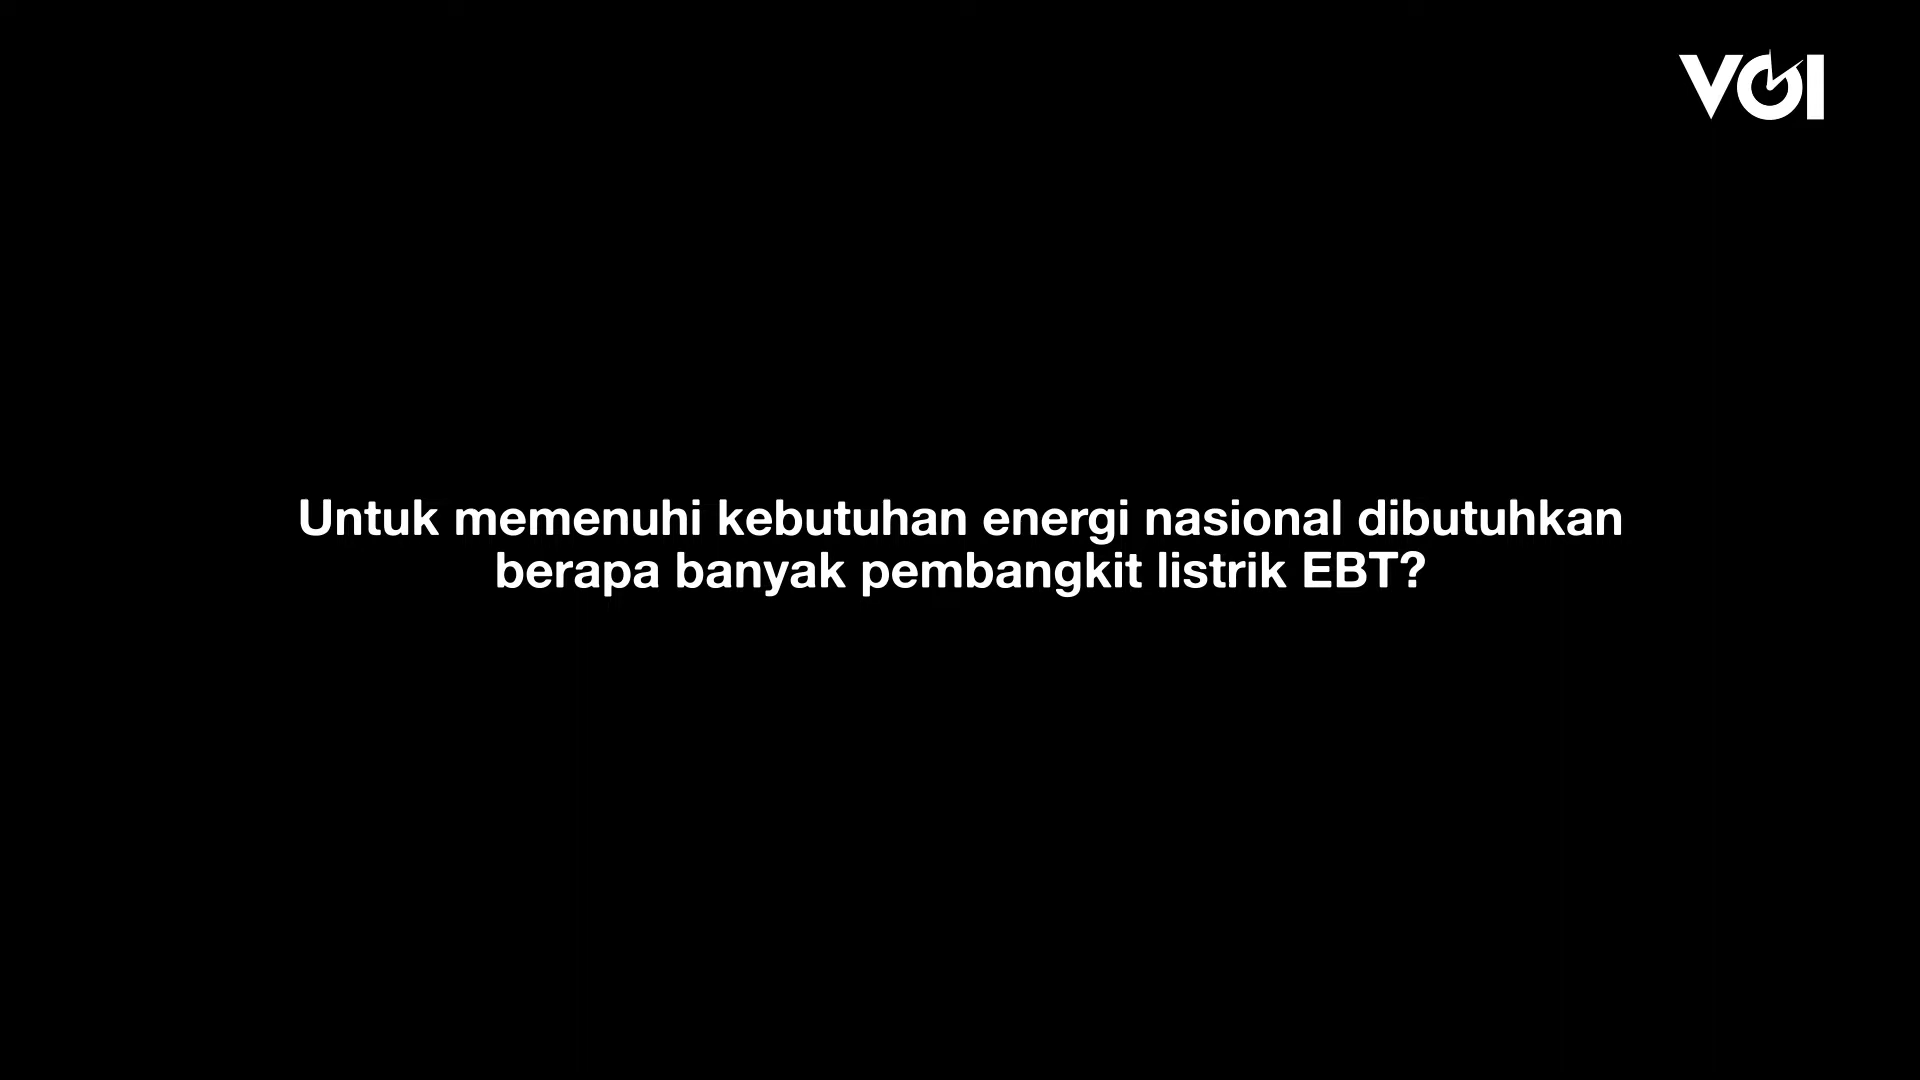 VOI
Untuk memenuhi kebutuhan energi nasional dibutuhkan
berapa banyak pembangkit listrik EBT?